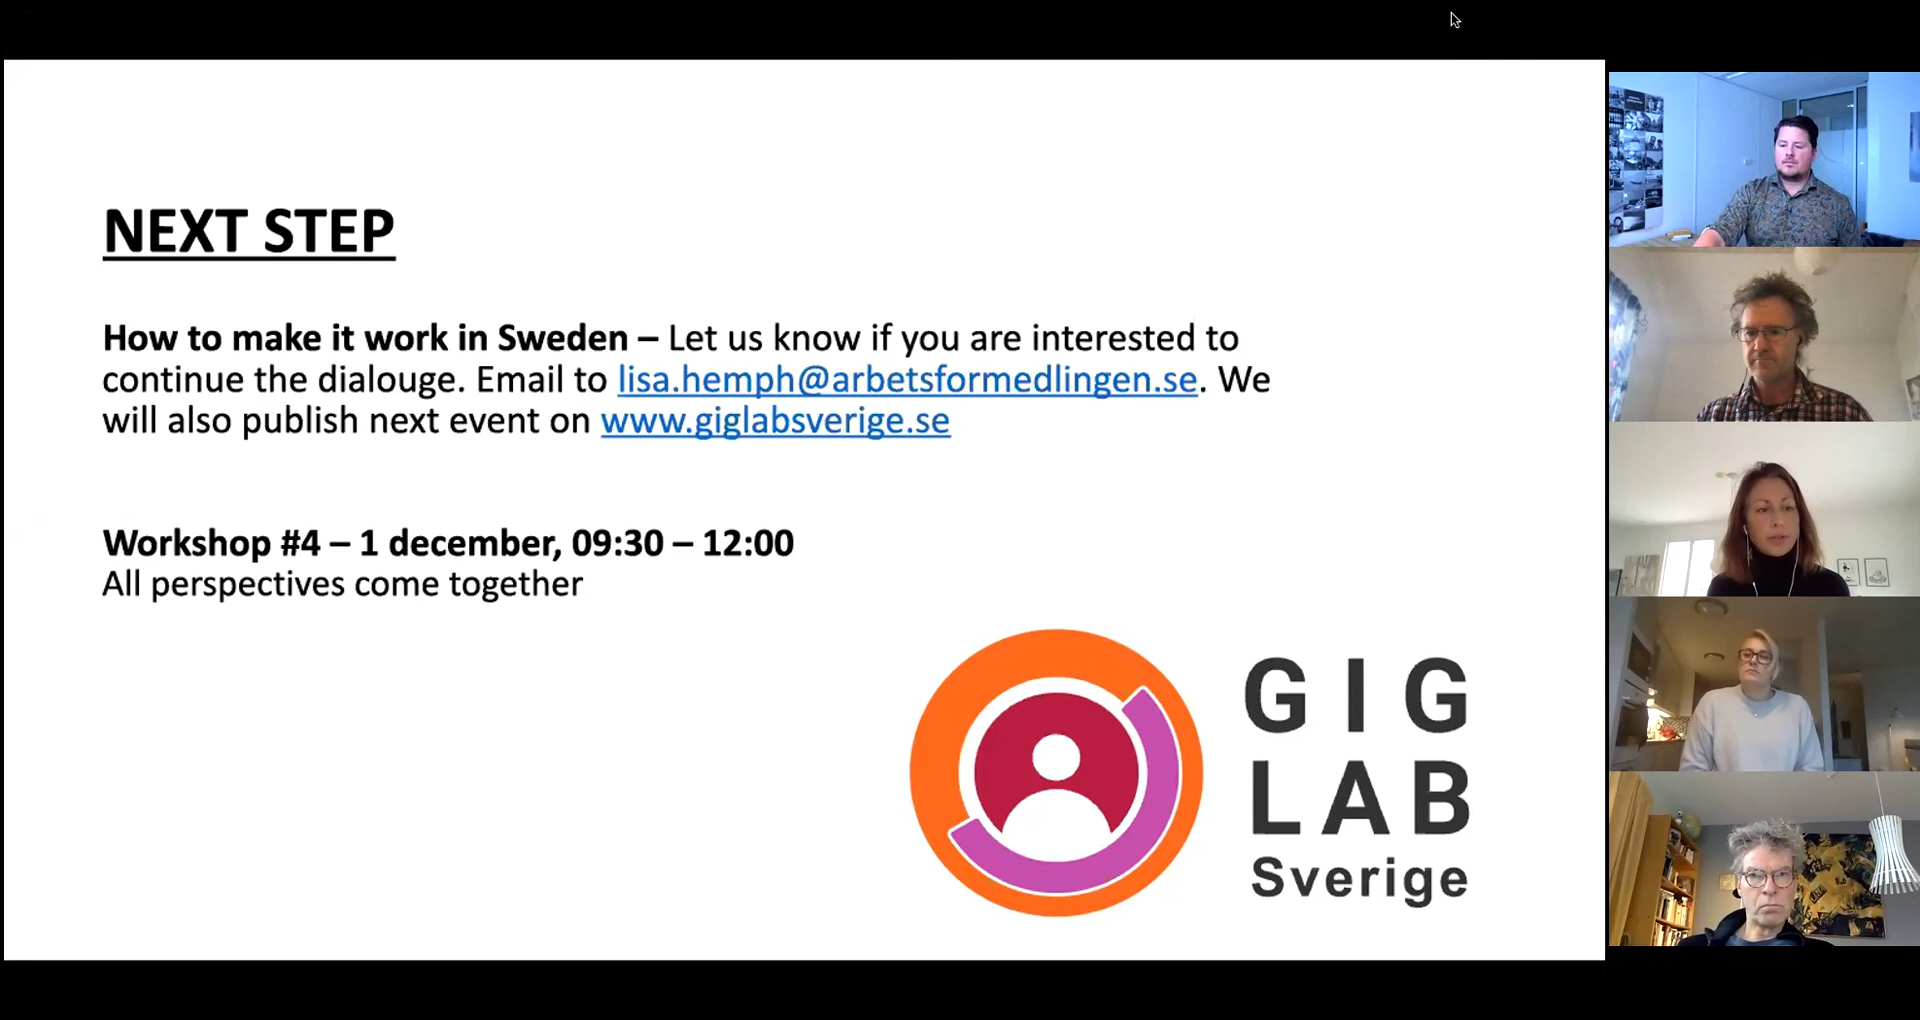 NEXT STEP
How to make it work in Sweden – Let us know if you are interested to
continue the dialouge. Email to lisa.hemph@arbetsformedlingen.se. We
will also publish next event on www.giglabsverige.se
Workshop #4 – 1 december, 09:30 – 12:00
All perspectives come together
GIG
LAB
Sverige